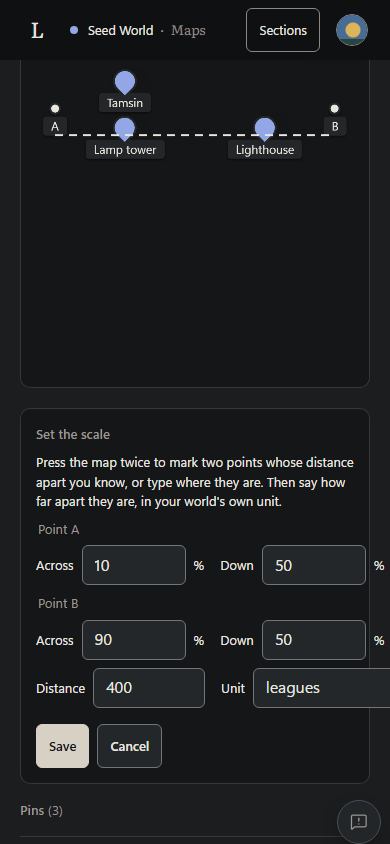 L Seed World · Maps Sections
Tamsin
A B
Lamp tower Lighthouse
Set the scale
Press the map twice to mark two points whose distance
apart you know, or type where they are. Then say how
far apart they are, in your world's own unit.
Point A
Across 10 % Down 50 %
Point B
Across 90 % Down 50 %
Distance 400 Unit leagues
Save Cancel
Pins (3)